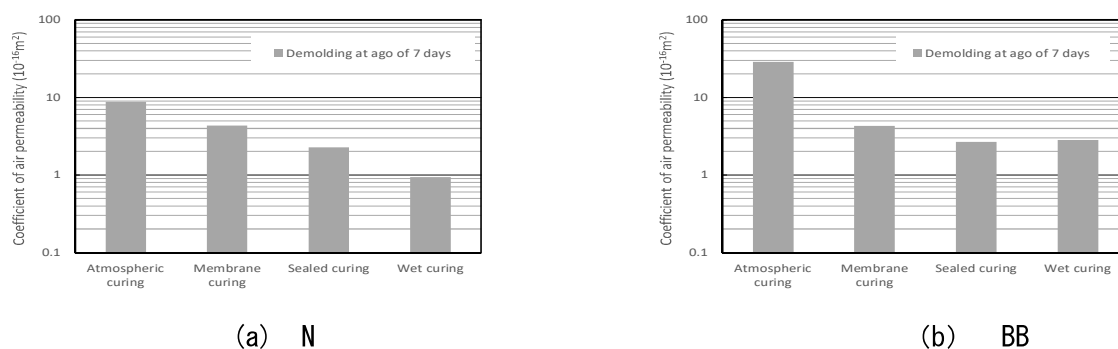 Coefficient of air permeability (10⁻¹⁶m²)
100
10
1
0.1
Demolding at ago of 7 days
Atmospheric curing
Membrane curing
Sealed curing
Wet curing
(a) N
Coefficient of air permeability (10⁻¹⁶m²)
100
10
1
0.1
Demolding at ago of 7 days
Atmospheric curing
Membrane curing
Sealed curing
Wet curing
(b) BB